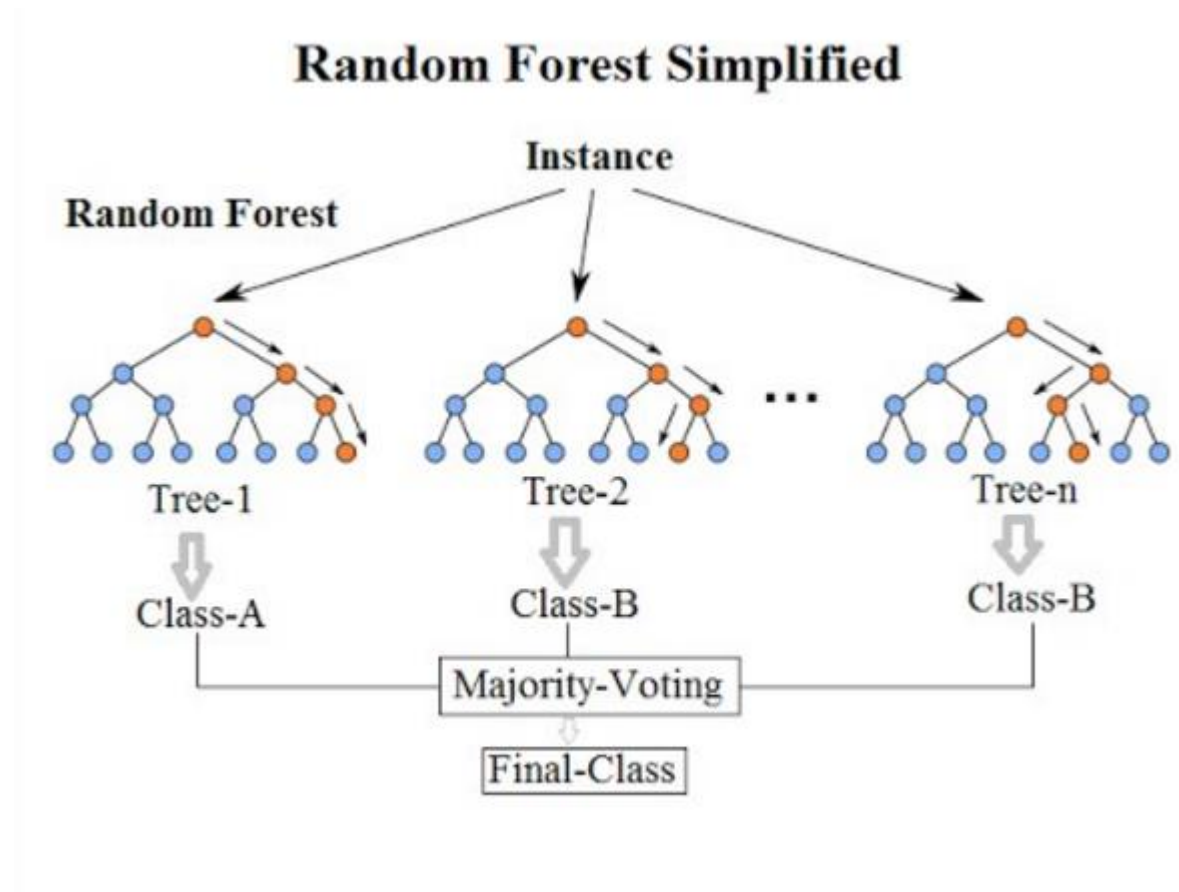 Random Forest Simplified
Instance
Random Forest
...
Tree-1
Tree-2
Tree-n
Class-A
Class-B
Class-B
Majority-Voting
Final-Class